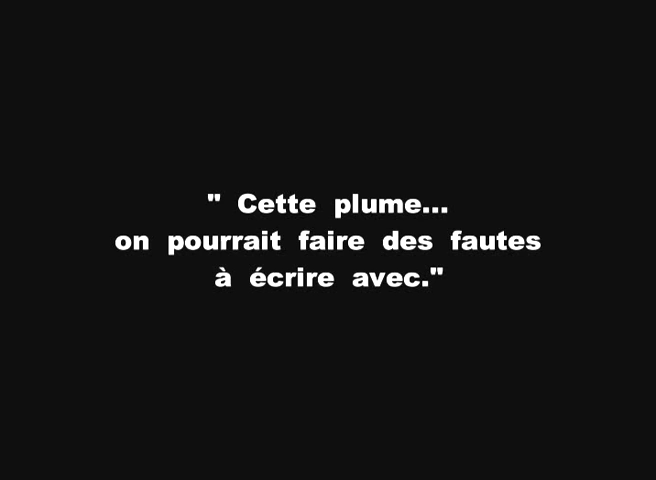 " Cette plume...
on pourrait faire des fautes
à écrire avec."